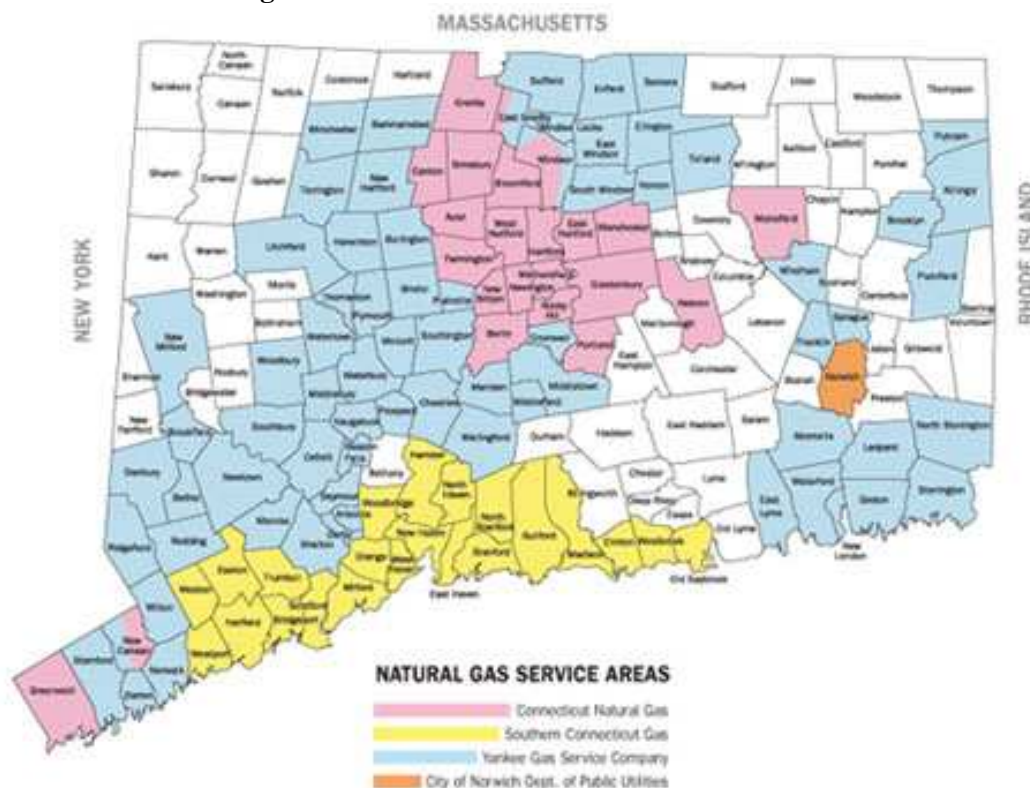 MASSACHUSETTS
North
Canaan
Hartland
Salisbury
Canaan
Norfolk
Granby
Suffield
Enfield
Somers
Stafford
Union
Woodstock
Thompson
East Granby
Windsor Locks
Winchester
Barkhamsted
East
Windsor
Ellington
Tolland
Willington
Ashford
Eastford
Pomfret
Putnam
Sharon
Cornwall
Goshen
Torrington
New
Hartford
Canton
Simsbury
Bloomfield
Windsor
South Windsor
Vernon
Mansfield
Chaplin
Hampton
Brooklyn
Killingly
RHODE ISLAND
NEW YORK
Kent
Warren
Litchfield
Harwinton
Burlington
Avon
West
Hartford
Hartford
East
Hartford
Manchester
Coventry
Andover
Columbia
Windham
Scotland
Canterbury
Plainfield
Sterling
Voluntown
Farmington
Wethersfield
Newington
New
Britain
Rocky
Hill
Glastonbury
Hebron
Washington
Morris
Bethlehem
Thomaston
Plymouth
Bristol
Plainville
Southington
Berlin
Cromwell
Portland
Marlborough
Lebanon
Sprague
Franklin
Griswold
Norwich
Bozrah
Preston
New
Milford
Sherman
Roxbury
Bridgewater
Woodbury
Watertown
Wolcott
Waterbury
Middlebury
Meriden
Middletown
Middlefield
East
Hampton
Colchester
New
Fairfield
Brookfield
Southbury
Naugatuck
Prospect
Cheshire
Wallingford
Durham
Haddam
East Haddam
Salem
Montville
Ledyard
North Stonington
Danbury
Bethel
Newtown
Oxford
Seymour
Bethany
Hamden
North
Haven
Chester
Deep River
Essex
Lyme
East
Lyme
Waterford
Groton
Stonington
Ridgefield
Redding
Monroe
Shelton
Derby
Ansonia
Woodbridge
New Haven
Orange
North
Branford
Branford
Guilford
Madison
Killingworth
Clinton
Westbrook
Old Lyme
New
London
Old Saybrook
East Haven
Weston
Easton
Trumbull
Milford
Stratford
Bridgeport
Fairfield
Westport
Wilton
New
Canaan
Norwalk
Stamford
Darien
Greenwich
NATURAL GAS SERVICE AREAS
Connecticut Natural Gas
Southern Connecticut Gas
Yankee Gas Service Company
City of Norwich Dept. of Public Utilities